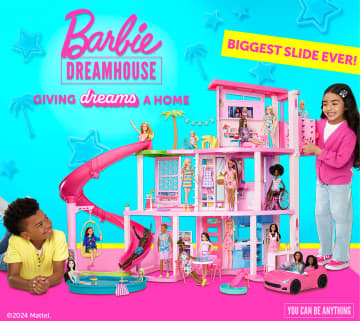 Barbie
DREAMHOUSE
GIVING dreams A HOME
BIGGEST SLIDE EVER!
©2024 Mattel.
YOU CAN BE ANYTHING